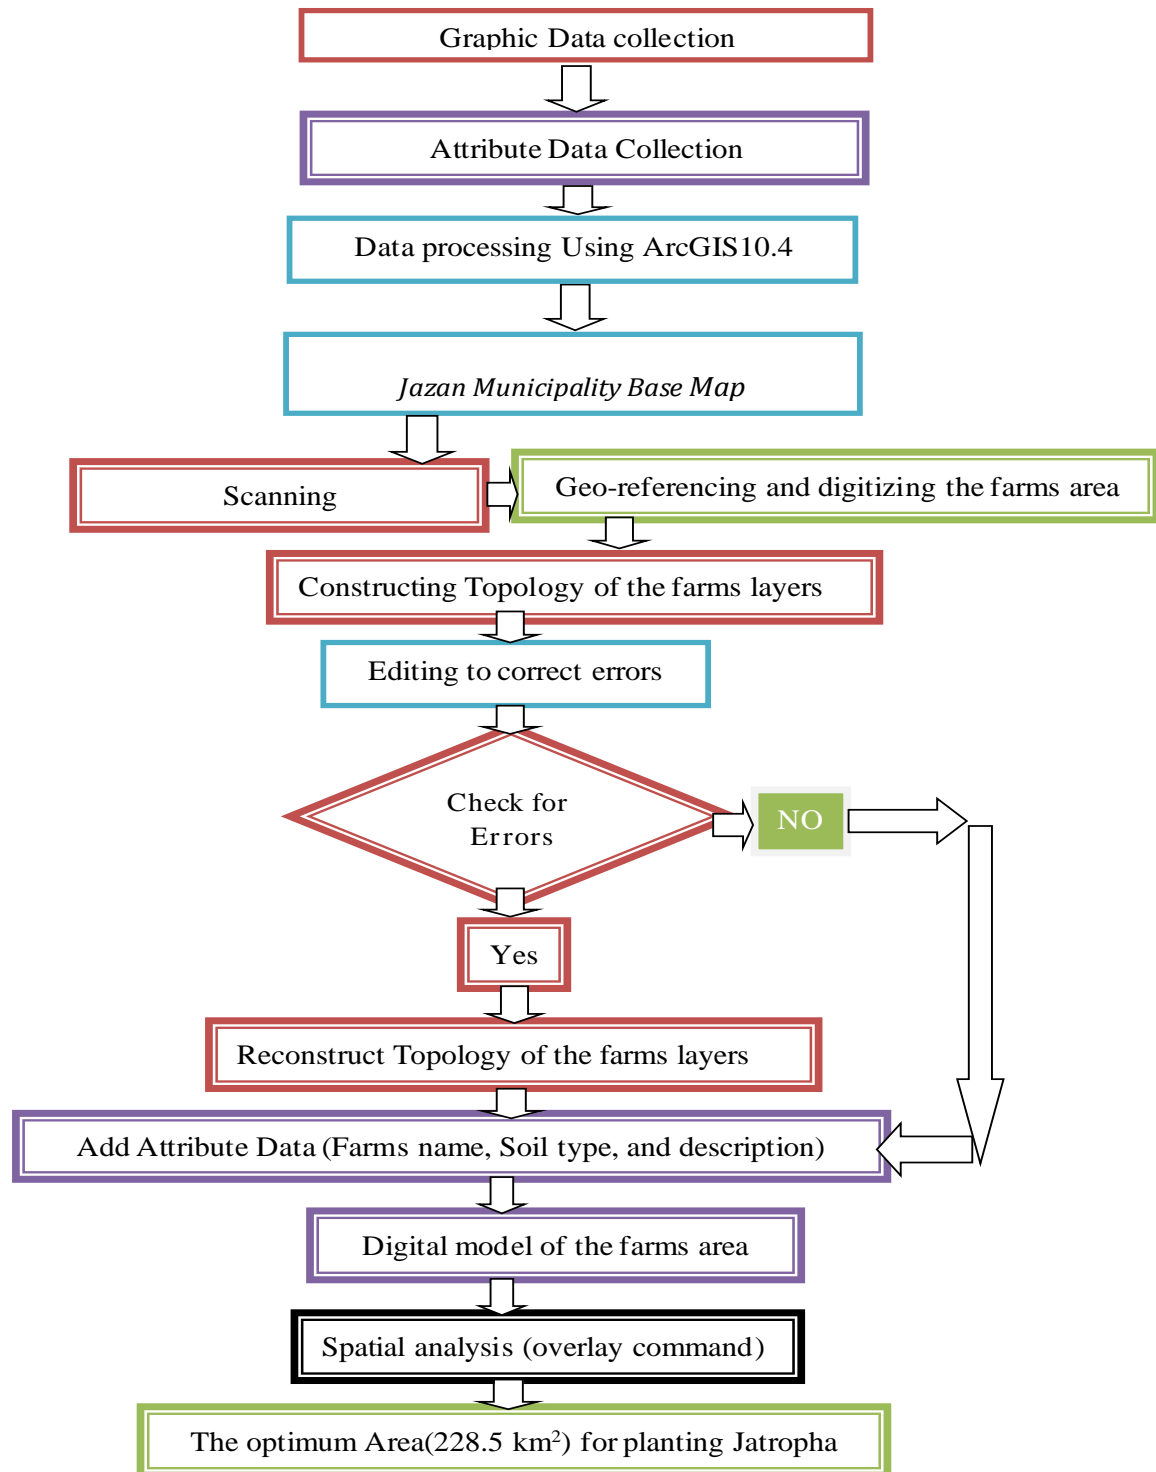 Graphic Data collection
Attribute Data Collection
Data processing Using ArcGIS10.4
Jazan Municipality Base Map
Scanning
Geo-referencing and digitizing the farms area
Constructing Topology of the farms layers
Editing to correct errors
Check for
Errors
NO
Yes
Reconstruct Topology of the farms layers
Add Attribute Data (Farms name, Soil type, and description)
Digital model of the farms area
Spatial analysis (overlay command)
The optimum Area(228.5 km²) for planting Jatropha